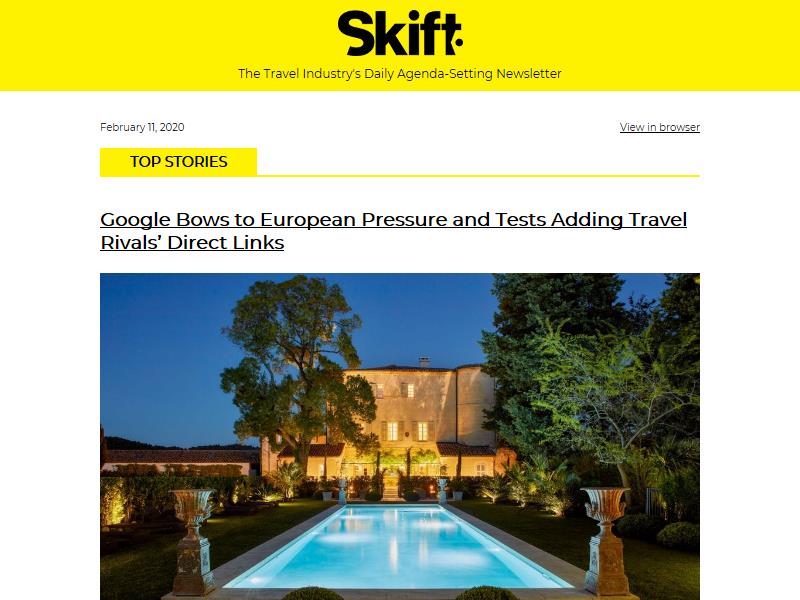 Skift
The Travel Industry's Daily Agenda-Setting Newsletter
February 11, 2020
View in browser
TOP STORIES
Google Bows to European Pressure and Tests Adding Travel
Rivals’ Direct Links